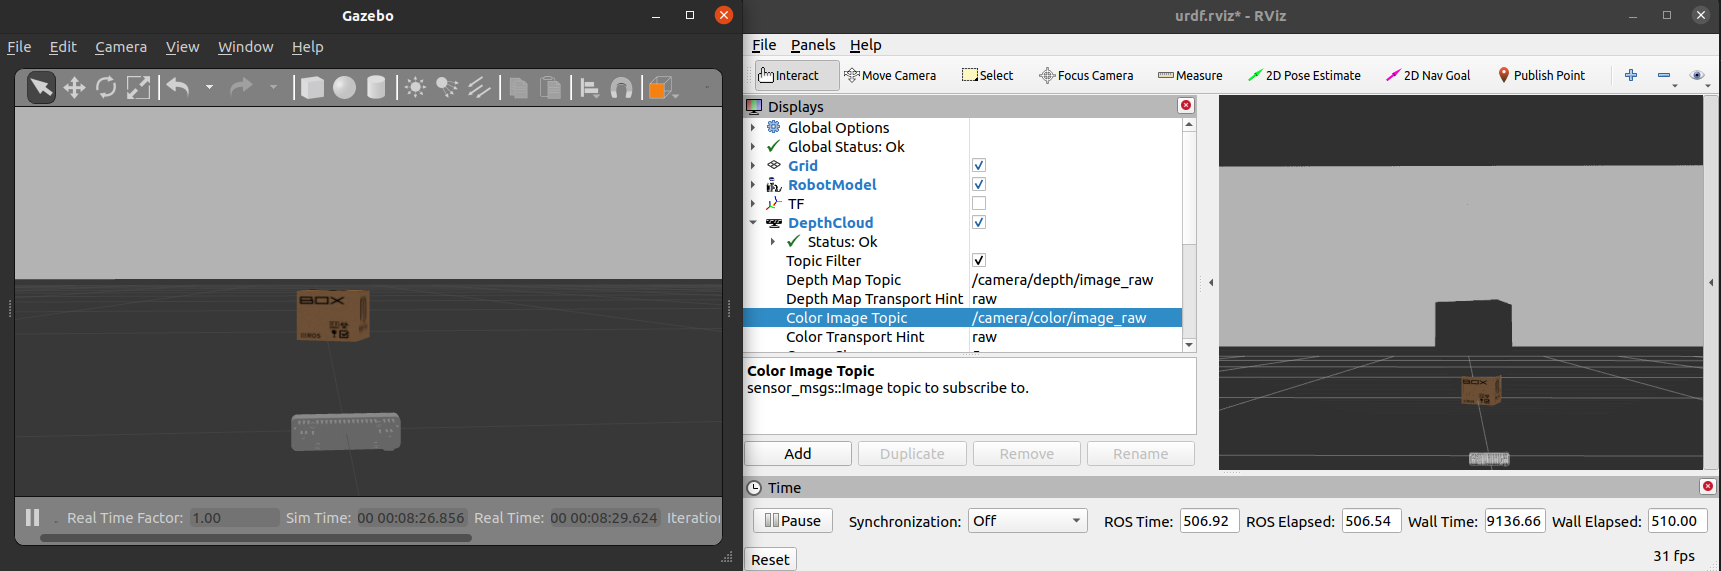 Gazebo
File Edit Camera View Window Help
BOX
Real Time Factor: 1.00 Sim Time: 00 00:08:26.856 Real Time: 00 00:08:29.624 Iteration
urdf.rviz* - RViz
File Panels Help
Interact Move Camera Select Focus Camera Measure 2D Pose Estimate 2D Nav Goal Publish Point
Displays
Global Options
Global Status: Ok
Grid
RobotModel
TF
DepthCloud
Status: Ok
Topic Filter
Depth Map Topic /camera/depth/image_raw
Depth Map Transport Hint raw
Color Image Topic /camera/color/image_raw
Color Transport Hint raw
Color Image Topic
sensor_msgs::Image topic to subscribe to.
Add Duplicate Remove Rename
BOX
Time
Pause Synchronization: Off ROS Time: 506.92 ROS Elapsed: 506.54 Wall Time: 9136.66 Wall Elapsed: 510.00
Reset 31 fps